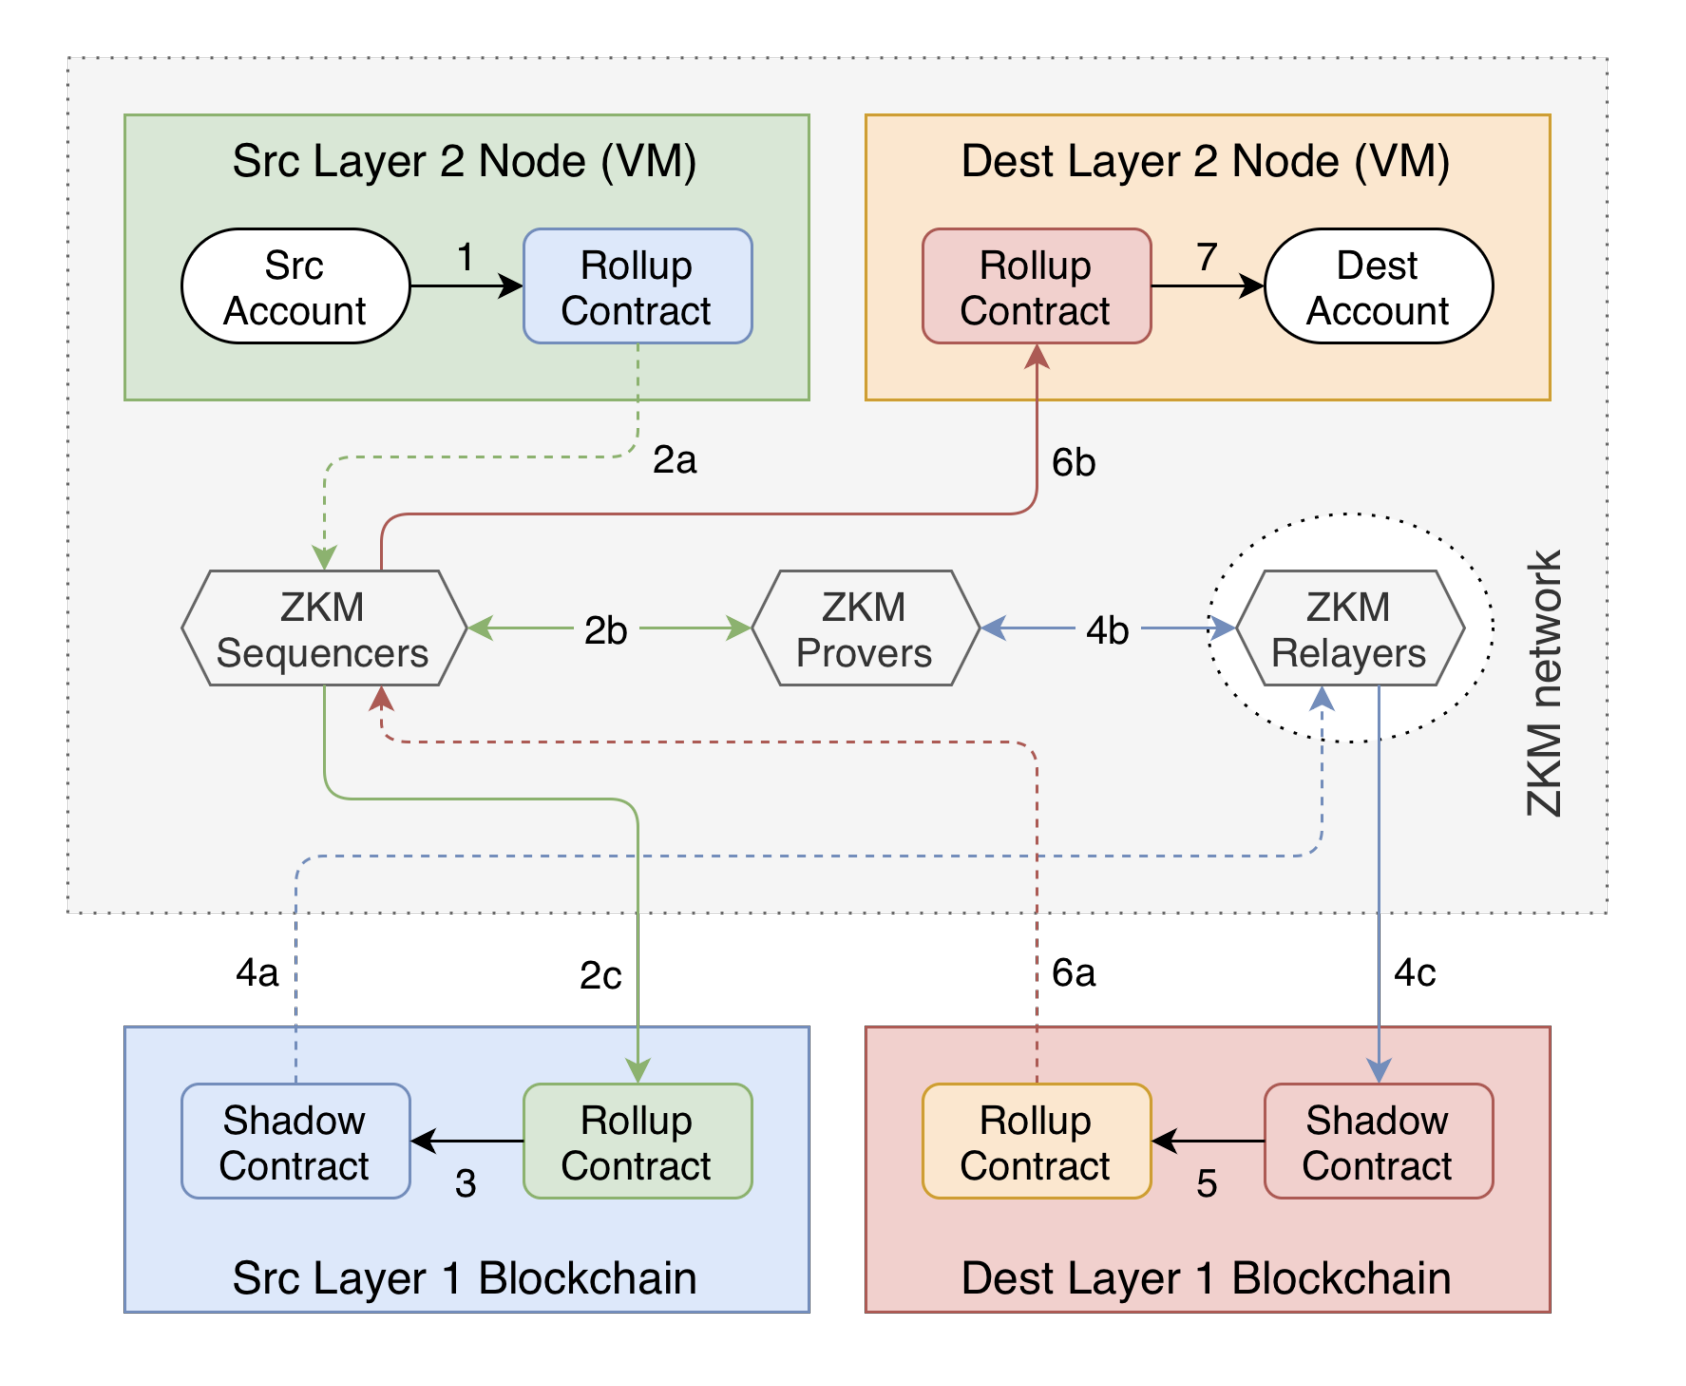 Src Layer 2 Node (VM)
Dest Layer 2 Node (VM)
Src
Account
1
Rollup
Contract
Rollup
Contract
7
Dest
Account
2a
6b
ZKM
Sequencers
2b
ZKM
Provers
4b
ZKM
Relayers
ZKM network
4a
2c
6a
4c
Shadow
Contract
3
Rollup
Contract
Rollup
Contract
5
Shadow
Contract
Src Layer 1 Blockchain
Dest Layer 1 Blockchain